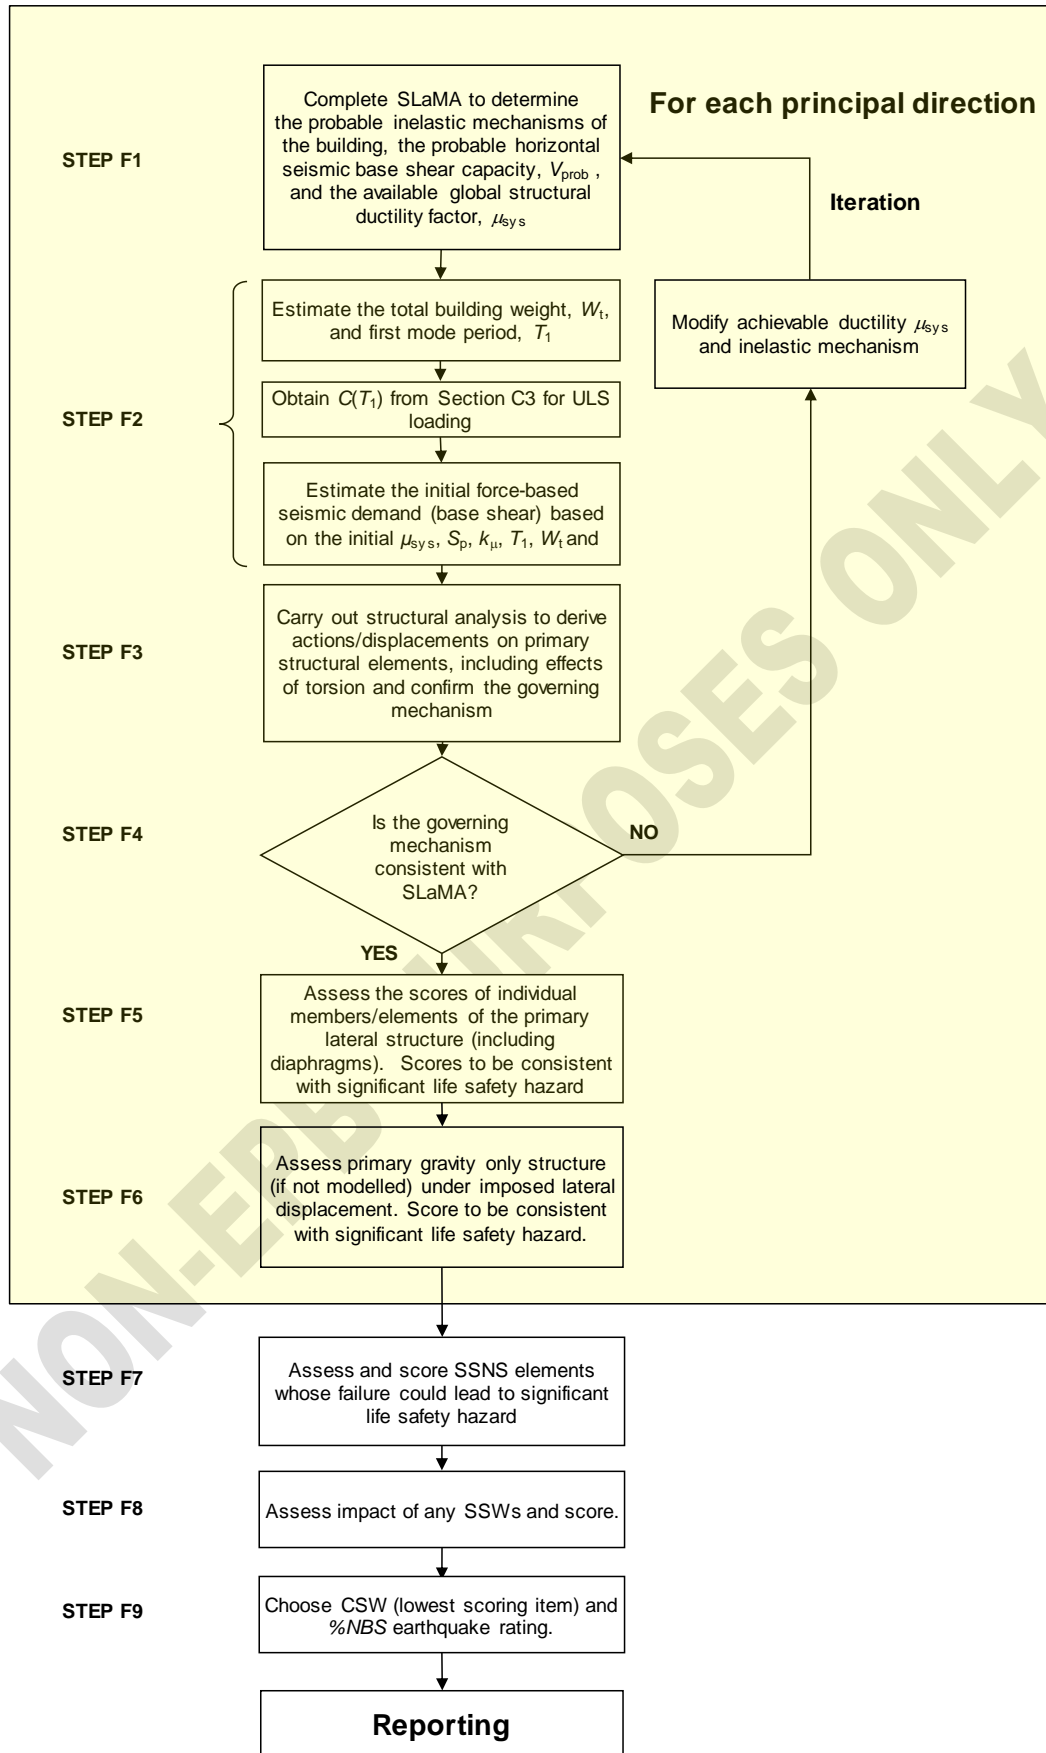 For each principal direction
STEP F1
Complete SLaMA to determine
the probable inelastic mechanisms of
the building, the probable horizontal
seismic base shear capacity, Vprob ,
and the available global structural
ductility factor, μsys
Iteration
Modify achievable ductility μsys
and inelastic mechanism
STEP F2
Estimate the total building weight, Wt,
and first mode period, T1
Obtain C(T1) from Section C3 for ULS
loading
Estimate the initial force-based
seismic demand (base shear) based
on the initial μsys, Sp, kμ, T1, Wt and
STEP F3
Carry out structural analysis to derive
actions/displacements on primary
structural elements, including effects
of torsion and confirm the governing
mechanism
STEP F4
Is the governing
mechanism
consistent with
SLaMA?
NO
YES
STEP F5
Assess the scores of individual
members/elements of the primary
lateral structure (including
diaphragms). Scores to be consistent
with significant life safety hazard
STEP F6
Assess primary gravity only structure
(if not modelled) under imposed lateral
displacement. Score to be consistent
with significant life safety hazard.
STEP F7
Assess and score SSNS elements
whose failure could lead to significant
life safety hazard
STEP F8
Assess impact of any SSWs and score.
STEP F9
Choose CSW (lowest scoring item) and
%NBS earthquake rating.
Reporting
NON-EPB PURPOSES ONLY